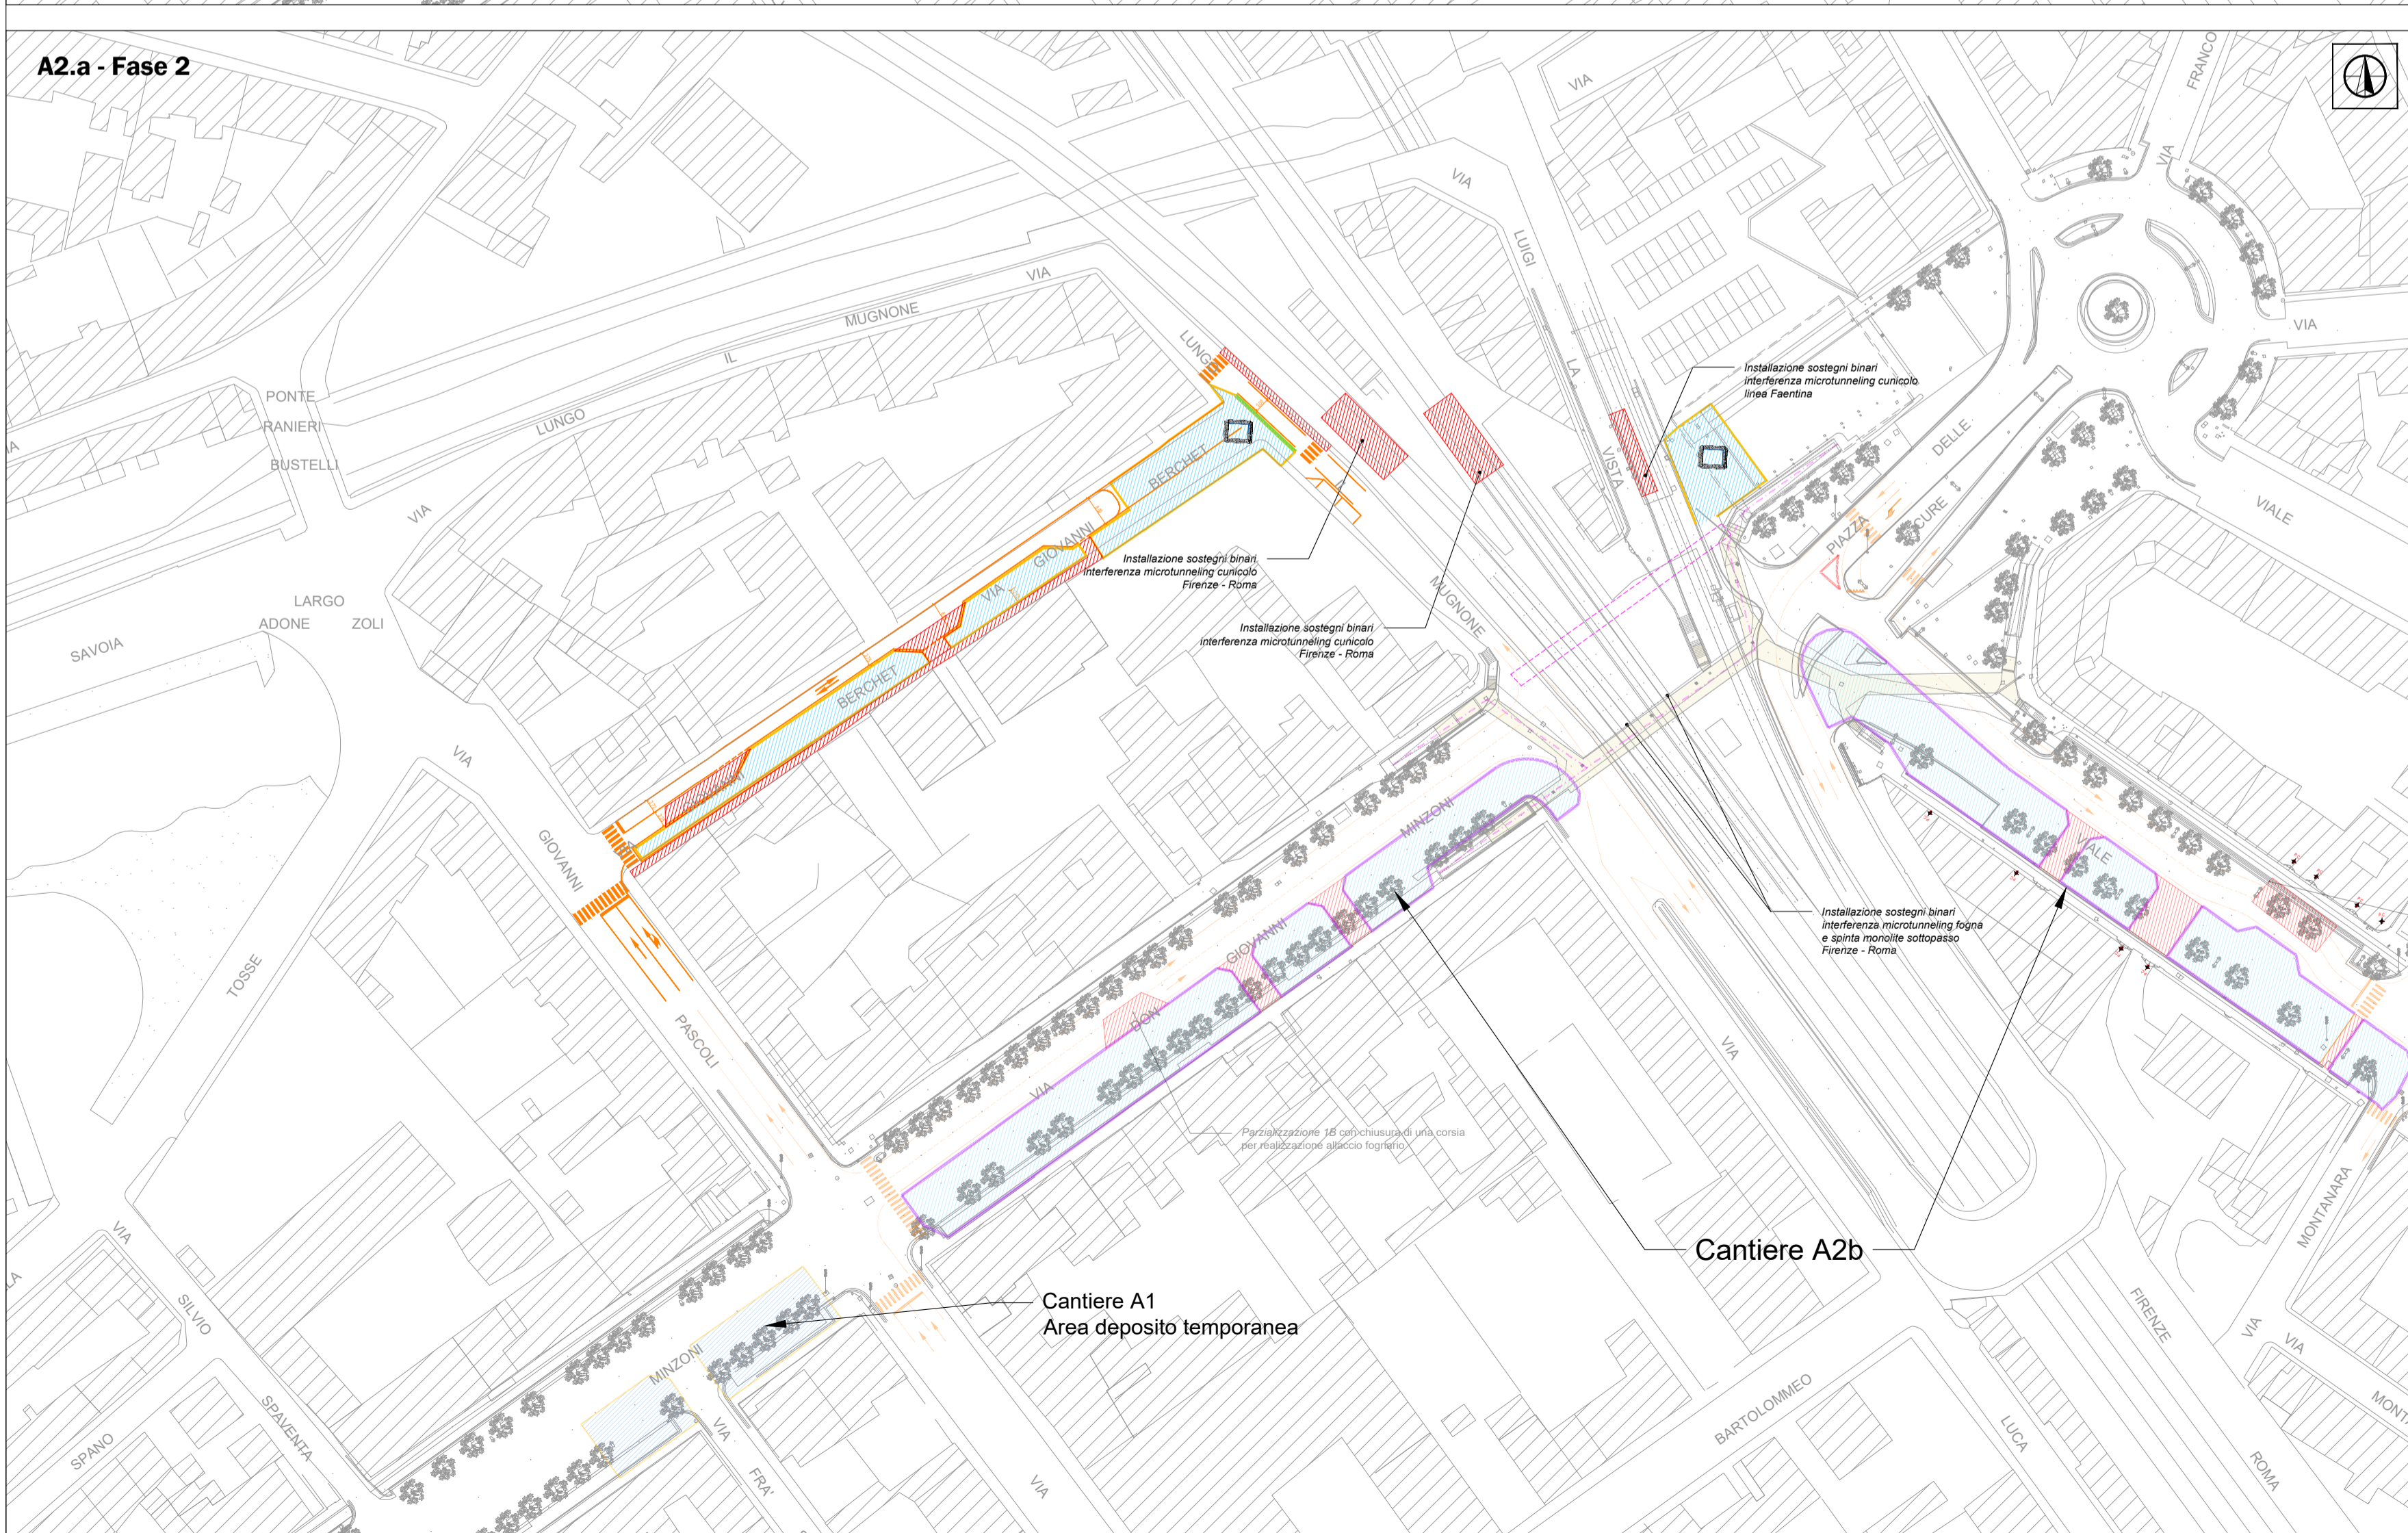 A2.a - Fase 2
VIA
FRANCO
VIA
VIA
LUIGI
LA
VISTA
VIA
MUGNONE
IL
LUNGO
VIA
LUNGO
PONTE
RANIERI
BUSTELLI
VIA
LARGO
ADONE ZOLI
SAVOIA
VIA
TOSSE
GIOVANNI
PASCOLI
BERCHET
GIOVANNI
VIA
BERCHET
GIOVANNI
Installazione sostegni binari
interferenza microtunneling cunicolo
linea Faentina
Installazione sostegni binari
interferenza microtunneling cunicolo
Firenze - Roma
Installazione sostegni binari
interferenza microtunneling cunicolo
Firenze - Roma
MUGNONE
PIAZZA
DELLE
CURE
VIA
VIALE
VIALE
MINZONI
GIOVANNI
DON
VIA
Installazione sostegni binari
interferenza microtunneling fogna
e spinta monolite sottopasso
Firenze - Roma
Parzializzazione 1B con chiusura di una corsia
per realizzazione allaccio fognario
Cantiere A2b
Cantiere A1
Area deposito temporanea
VIA
SILVIO
SPAVENTA
SPANO
MINZONI
VIA
FRA'
VIA
VIA
BARTOLOMMEO
LUCA
FIRENZE
ROMA
MONTANARA
VIA
VIA
MONT